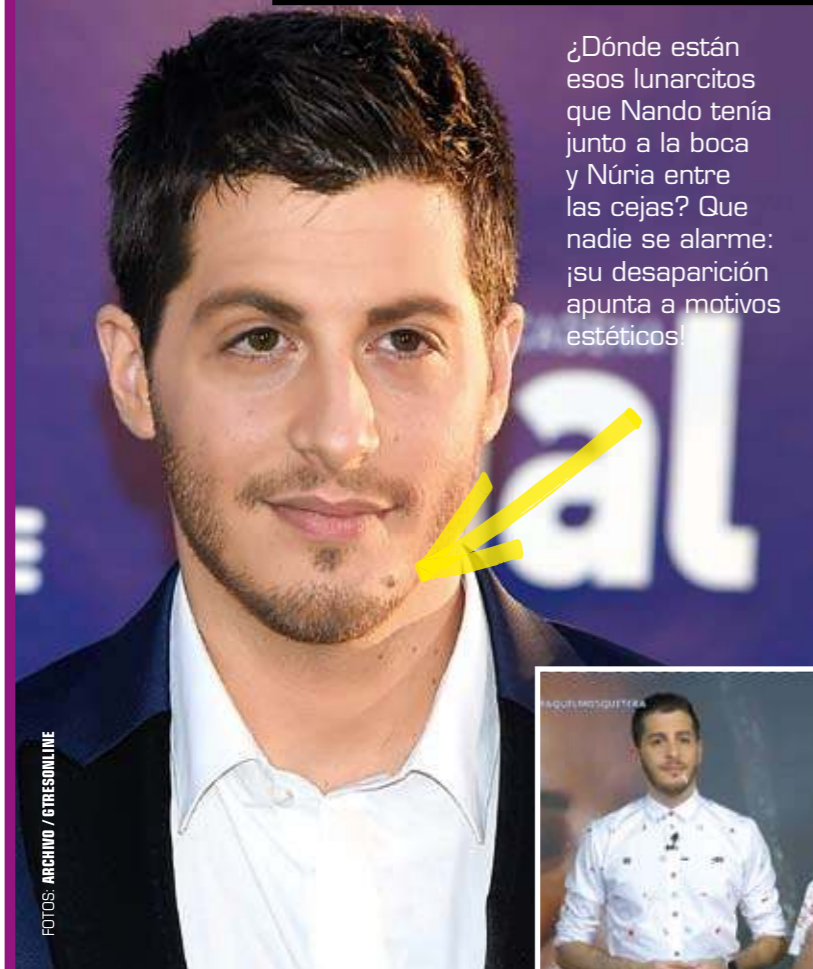 ¿Dónde están
esos lunarcitos
que Nando tenía
junto a la boca
y Núria entre
las cejas? Que
nadie se alarme:
¡su desaparición
apunta a motivos
estéticos!
al
FOTOS: ARCHIVO / GTRESONLINE